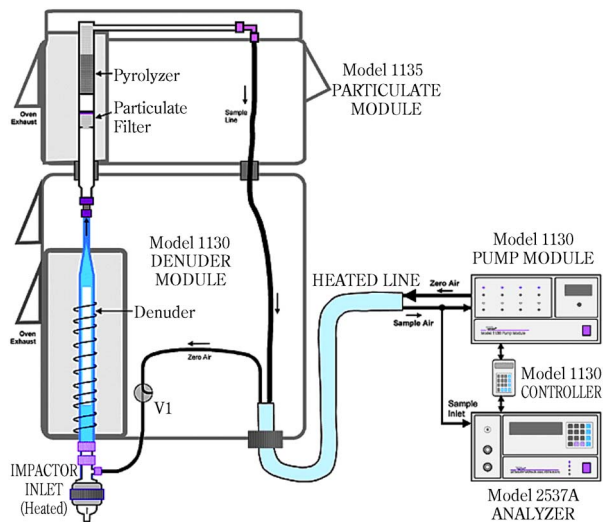 Pyrolyzer
Particulate
Filter
Oven
Exhaust
Sample
Line
Model 1135
PARTICULATE
MODULE
Model 1130
DENUDER
MODULE
Denuder
Oven
Exhaust
Zero Air
V1
IMPACTOR
INLET
(Heated)
HEATED LINE
Zero Air
Sample Air
Model 1130
PUMP MODULE
Model 1130
CONTROLLER
Sample
Inlet
Model 2537A
ANALYZER